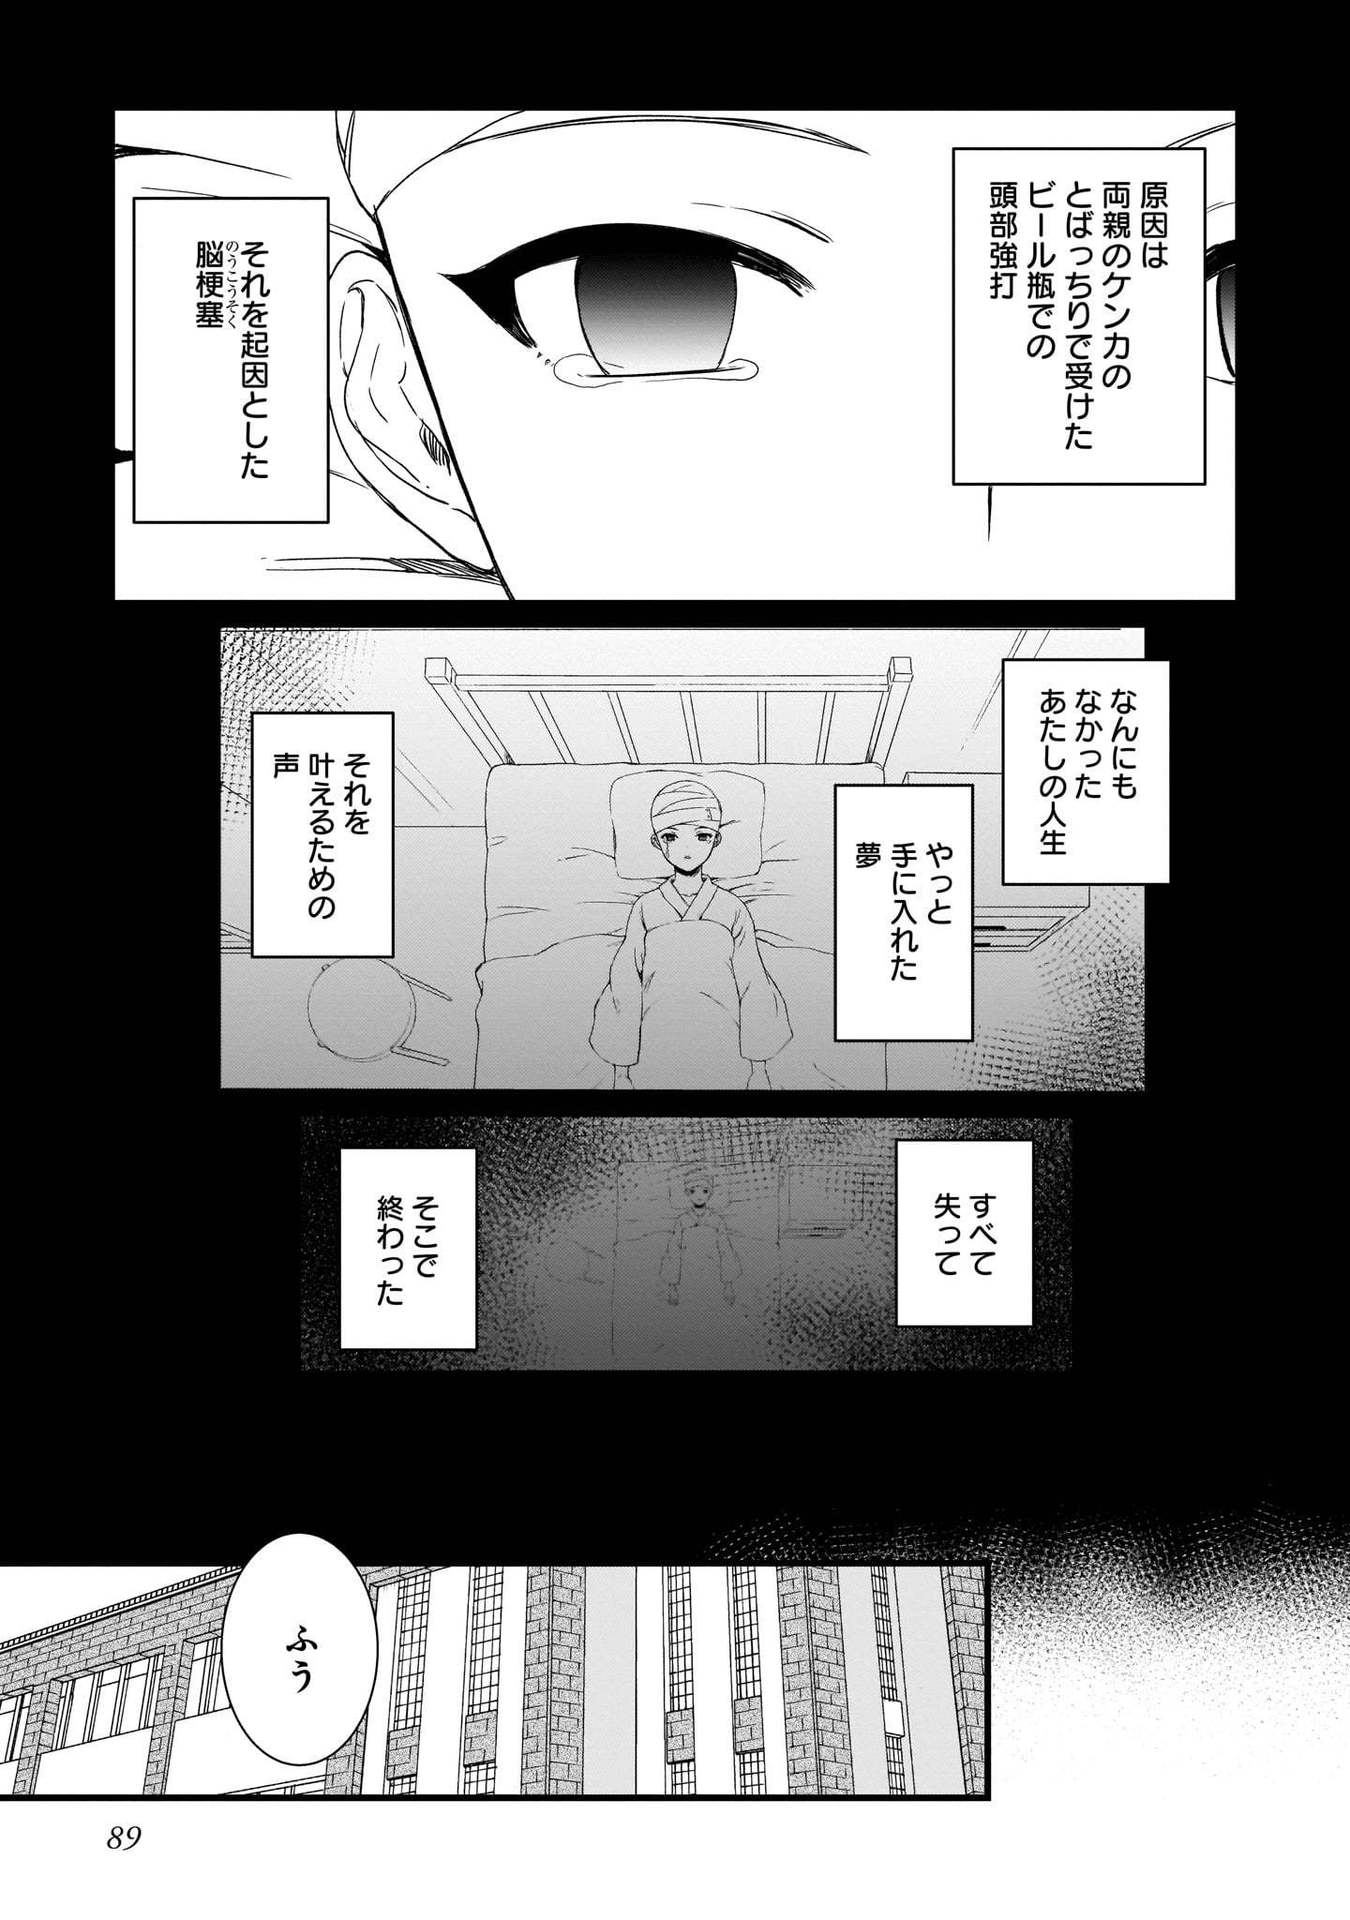 原因は
両親のケンカの
とばっちりで受けた
ビール瓶での
頭部強打
それを起因とした
脳梗塞
のうこうそく
なんにも
なかった
あたしの人生
やっと
手に入れた
夢
それを
叶えるための
声
すべて
失って
そこで
終わった
ふう
89